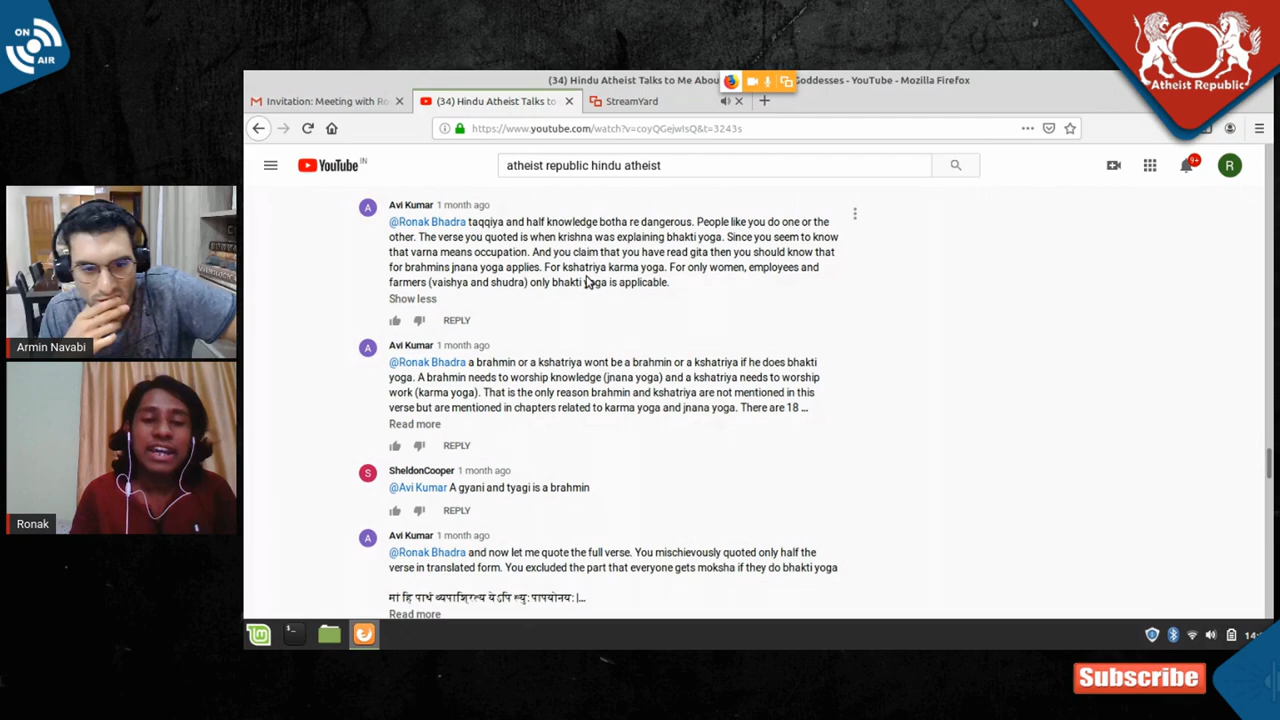 ON
AIR
Atheist Republic
(34) Hindu Atheist Talks to Me Abou
Goddesses - YouTube - Mozilla Firefox
Invitation: Meeting with Ro
(34) Hindu Atheist Talks to
StreamYard
https://www.youtube.com/watch?v=coyQGejwIsQ&t=3243s
YouTube IN
atheist republic hindu atheist
9+
R
A
Avi Kumar 1 month ago
@Ronak Bhadra taqqiya and half knowledge botha re dangerous. People like you do one or the
other. The verse you quoted is when krishna was explaining bhakti yoga. Since you seem to know
that varna means occupation. And you claim that you have read gita then you should know that
for brahmins jnana yoga applies. For kshatriya karma yoga. For only women, employees and
farmers (vaishya and shudra) only bhakti yoga is applicable.
Show less
REPLY
A
Avi Kumar 1 month ago
@Ronak Bhadra a brahmin or a kshatriya wont be a brahmin or a kshatriya if he does bhakti
yoga. A brahmin needs to worship knowledge (jnana yoga) and a kshatriya needs to worship
work (karma yoga). That is the only reason brahmin and kshatriya are not mentioned in this
verse but are mentioned in chapters related to karma yoga and jnana yoga. There are 18 ...
Read more
REPLY
S
SheldonCooper 1 month ago
@Avi Kumar A gyani and tyagi is a brahmin
REPLY
A
Avi Kumar 1 month ago
@Ronak Bhadra and now let me quote the full verse. You mischievously quoted only half the
verse in translated form. You excluded the part that everyone gets moksha if they do bhakti yoga
मां हि पार्थ व्यपाश्रित्य येऽपि स्युः पापयोनयः |...
Read more
Armin Navabi
Ronak
14:
Subscribe